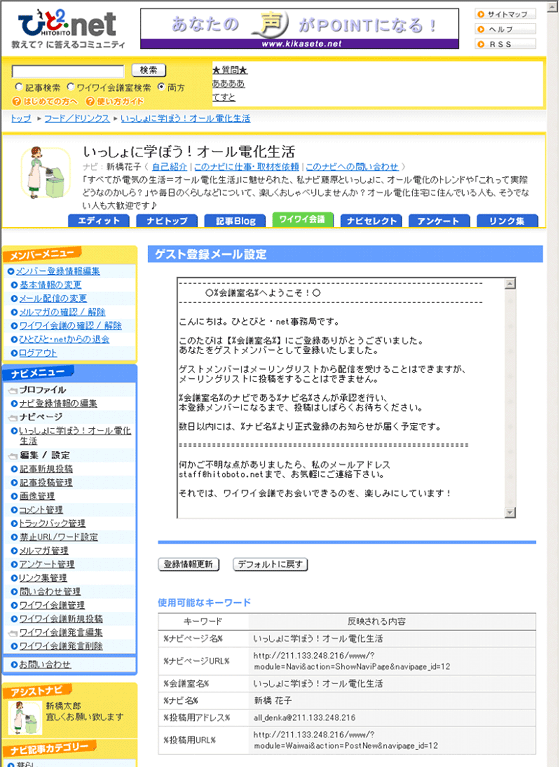 ひと2.net
HITOBITO
教えて？に答えるコミュニティ
あなたの 声 がPOINTになる！
www.kikasete.net
サイトマップ
ヘルプ
RSS
検索
記事検索 ワイワイ会議室検索 両方
はじめての方へ 使い方ガイド
★質問★
ああああ
てすと
トップ ▸ フード／ドリンクス ▸ いっしょに学ぼう！オール電化生活
いっしょに学ぼう！オール電化生活
ナビ：新橋花子（ 自己紹介 | このナビに仕事・取材を依頼 | このナビへの問い合わせ ）
「すべてが電気の生活＝オール電化生活」に魅せられた、私ナビ藤原といっしょに、オール電化のトレンドや「これって実際
どうなのかしら？」や毎日のくらしなどについて、楽しくおしゃべりしませんか？オール電化住宅に住んでいる人も、そうでな
い人も大歓迎です♪
エディット ナビトップ 記事Blog ワイワイ会議 ナビセレクト アンケート リンク集
メンバーメニュー
メンバー登録情報編集
基本情報の変更
メール配信の変更
メルマガの確認 / 解除
ワイワイ会議の確認 / 解除
ひとびと・netからの退会
ログアウト
ナビメニュー
プロファイル
ナビ登録情報の編集
ナビページ
いっしょに学ぼう！オール電化
生活
編集 / 設定
記事新規投稿
記事投稿管理
画像管理
コメント管理
トラックバック管理
禁止URL/ワード設定
メルマガ管理
アンケート管理
リンク集管理
問い合わせ管理
ワイワイ会議管理
ワイワイ会議新規投稿
ワイワイ会議発言編集
ワイワイ会議発言削除
お問い合わせ
アシストナビ
新橋太郎
宜しくお願い致します
ナビ記事カテゴリー
暮らし
ゲスト登録メール設定
------------------------------------------------------------
○%会議室名%へようこそ！○
------------------------------------------------------------
こんにちは。ひとびと・net事務局です。
このたびは【%会議室名%】にご登録ありがとうございました。
あなたをゲストメンバーとして登録いたしました。
ゲストメンバーはメーリングリストから配信を受けることはできますが、
メーリングリストに投稿をすることはできません。
%会議室名%のナビである%ナビ名%さんが承認を行い、
本登録メンバーになるまで、投稿はしばらくお待ちください。
数日以内には、%ナビ名%より正式登録のお知らせが届く予定です。
============================================================
何かご不明な点がありましたら、私のメールアドレス
staff@hitoboto.netまで、お気軽にご連絡下さい。
それでは、ワイワイ会議でお会いできるのを、楽しみにしています！
登録情報更新 デフォルトに戻す
使用可能なキーワード
キーワード 反映される内容
%ナビページ名% いっしょに学ぼう！オール電化生活
%ナビページURL% http://211.133.248.216/www/?
module=Navi&action=ShowNaviPage&navipage_id=12
%会議室名% いっしょに学ぼう！オール電化生活
%ナビ名% 新橋 花子
%投稿用アドレス% all_denka@211.133.248.216
%投稿用URL% http://211.133.248.216/www/?
module=Waiwai&action=PostNew&navipage_id=12